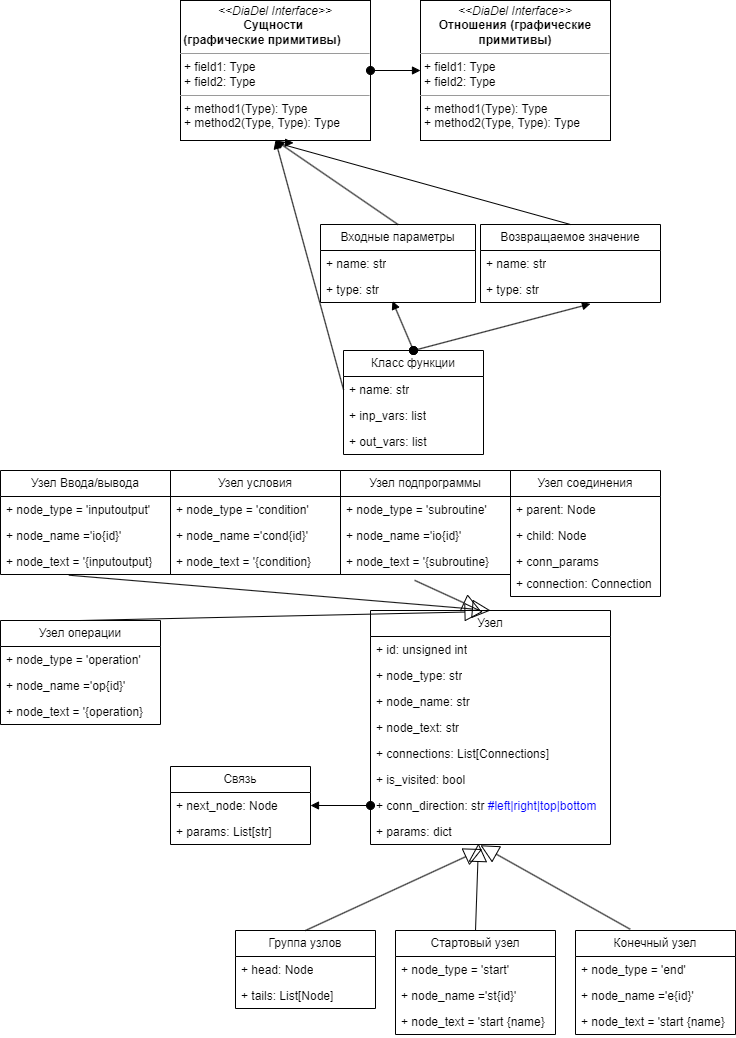 <<DiaDel Interface>>
Сущности
(графические примитивы)
+ field1: Type
+ field2: Type
+ method1(Type): Type
+ method2(Type, Type): Type
<<DiaDel Interface>>
Отношения (графические
примитивы)
+ field1: Type
+ field2: Type
+ method1(Type): Type
+ method2(Type, Type): Type
Входные параметры
+ name: str
+ type: str
Возвращаемое значение
+ name: str
+ type: str
Класс функции
+ name: str
+ inp_vars: list
+ out_vars: list
Узел Ввода/вывода
+ node_type = 'inputoutput'
+ node_name ='io{id}'
+ node_text = '{inputoutput}
Узел условия
+ node_type = 'condition'
+ node_name ='cond{id}'
+ node_text = '{condition}
Узел подпрограммы
+ node_type = 'subroutine'
+ node_name ='io{id}'
+ node_text = '{subroutine}
Узел соединения
+ parent: Node
+ child: Node
+ conn_params
+ connection: Connection
Узел операции
+ node_type = 'operation'
+ node_name ='op{id}'
+ node_text = '{operation}
Узел
+ id: unsigned int
+ node_type: str
+ node_name: str
+ node_text: str
+ connections: List[Connections]
+ is_visited: bool
+ conn_direction: str #left|right|top|bottom
+ params: dict
Связь
+ next_node: Node
+ params: List[str]
Группа узлов
+ head: Node
+ tails: List[Node]
Стартовый узел
+ node_type = 'start'
+ node_name ='st{id}'
+ node_text = 'start {name}
Конечный узел
+ node_type = 'end'
+ node_name ='e{id}'
+ node_text = 'start {name}